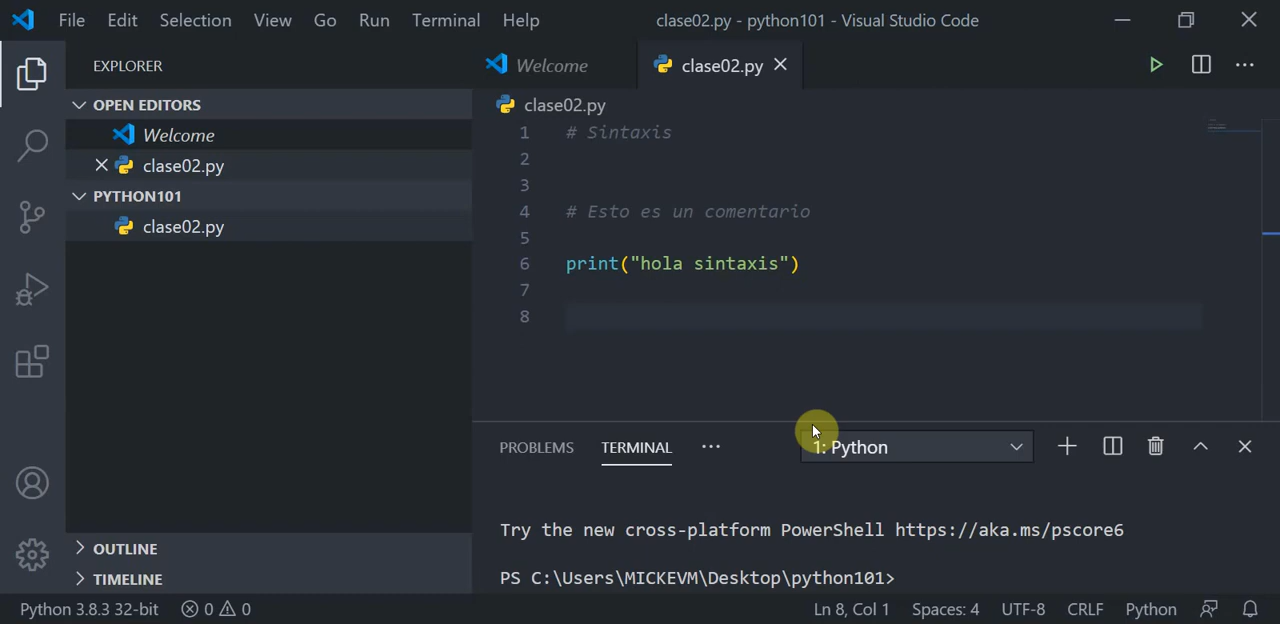 File Edit Selection View Go Run Terminal Help clase02.py - python101 - Visual Studio Code
EXPLORER
OPEN EDITORS
Welcome
clase02.py
PYTHON101
clase02.py
OUTLINE
TIMELINE
Welcome clase02.py
clase02.py
1 # Sintaxis
2
3
4 # Esto es un comentario
5
6 print("hola sintaxis")
7
8
PROBLEMS TERMINAL 1: Python
Try the new cross-platform PowerShell https://aka.ms/pscore6
PS C:\Users\MICKEVM\Desktop\python101>
Python 3.8.3 32-bit 0 0 Ln 8, Col 1 Spaces: 4 UTF-8 CRLF Python